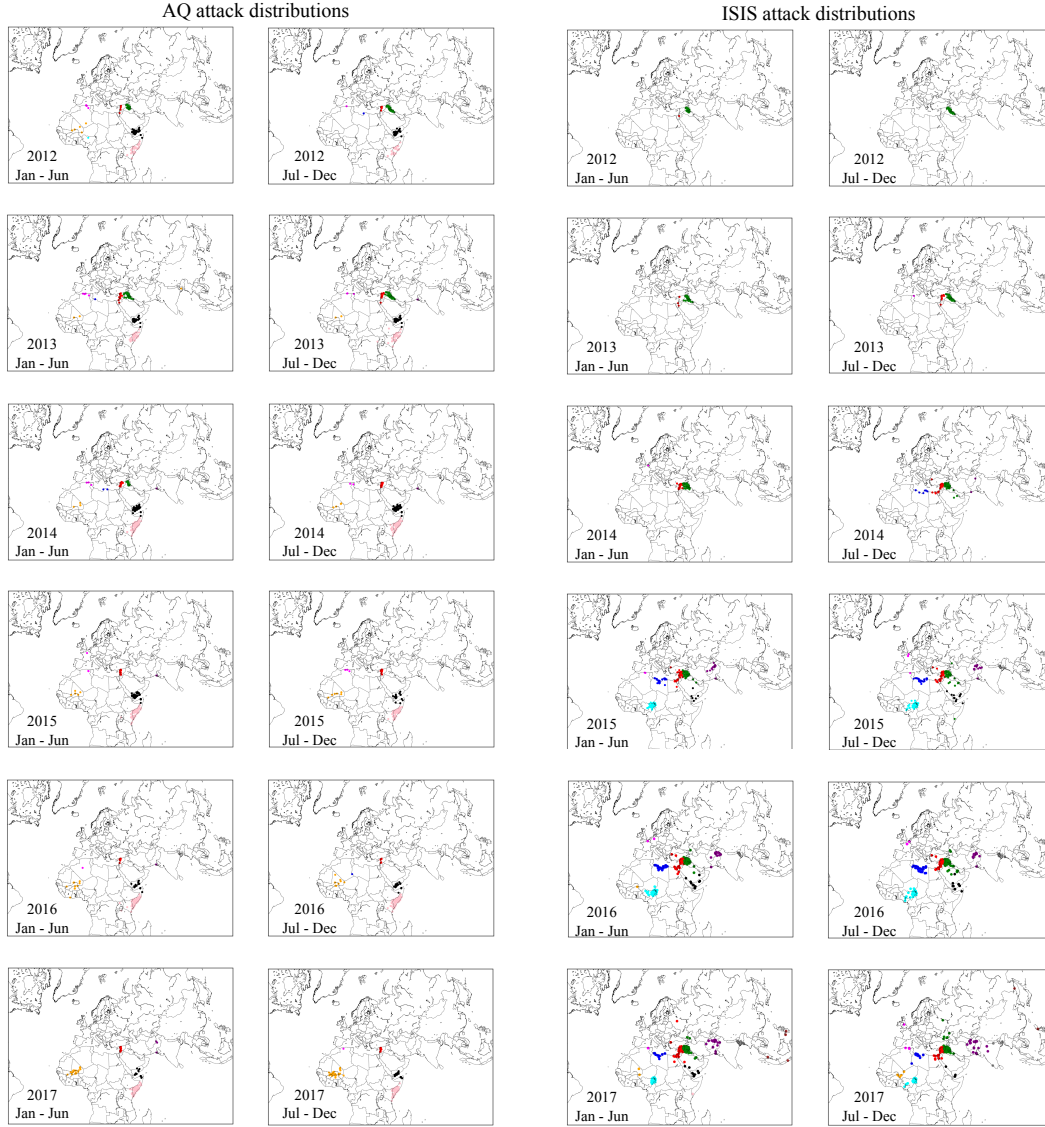 AQ attack distributions
ISIS attack distributions
2012
Jan - Jun
2012
Jul - Dec
2012
Jan - Jun
2012
Jul - Dec
2013
Jan - Jun
2013
Jul - Dec
2013
Jan - Jun
2013
Jul - Dec
2014
Jan - Jun
2014
Jul - Dec
2014
Jan - Jun
2014
Jul - Dec
2015
Jan - Jun
2015
Jul - Dec
2015
Jan - Jun
2015
Jul - Dec
2016
Jan - Jun
2016
Jul - Dec
2016
Jan - Jun
2016
Jul - Dec
2017
Jan - Jun
2017
Jul - Dec
2017
Jan - Jun
2017
Jul - Dec